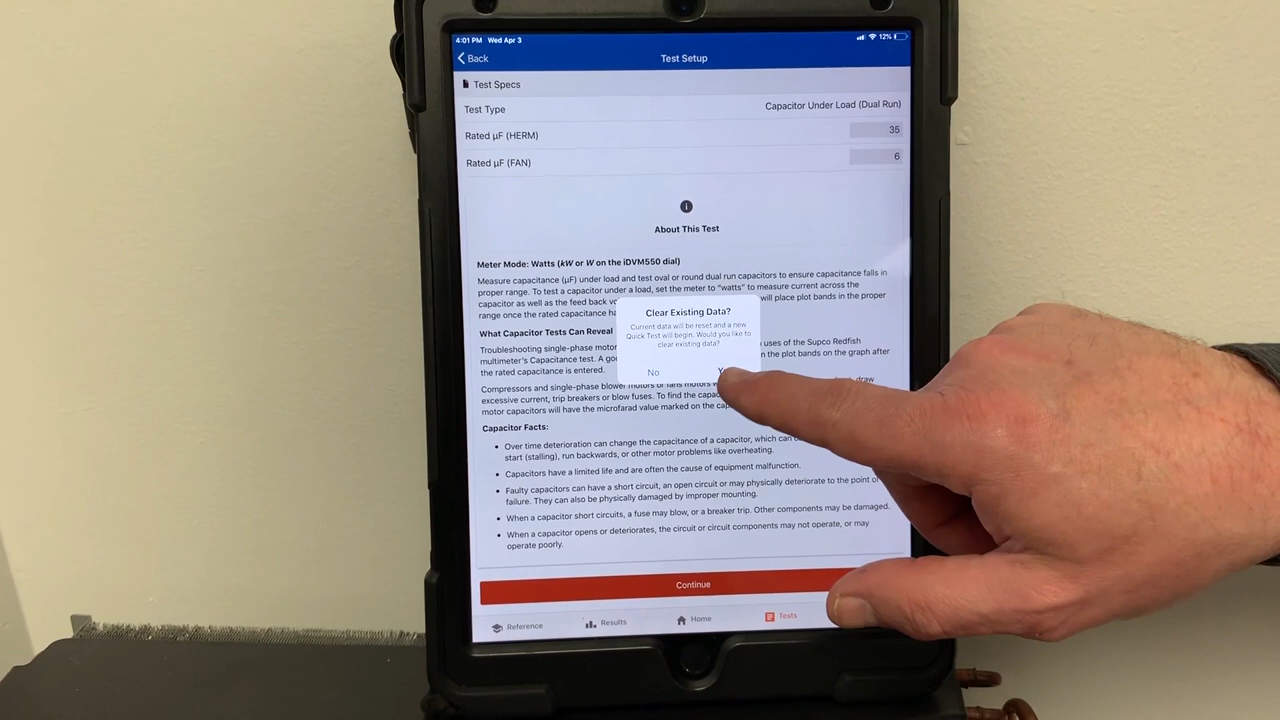 4:01 PM Wed Apr 3 12%
Back Test Setup
Test Specs
Test Type Capacitor Under Load (Dual Run)
Rated µF (HERM) 35
Rated µF (FAN) 6
About This Test
Meter Mode: Watts (kW or W on the iDVM550 dial)
Measure capacitance (µF) under load and test oval or round dual run capacitors to ensure capacitance falls in
proper range. To test a capacitor under a load, set the meter to "watts" to measure current across the
capacitor as well as the feed back will place plot bands in the proper
range once the rated capacitance
Clear Existing Data?
Current data will be reset and a new
Quick Test will begin. Would you like to
clear existing data?
No
What Capacitor Tests Can Reveal
Troubleshooting single-phase uses of the Supco Redfish
multimeter's Capacitance test. A the plot bands on the graph after
the rated capacitance is entered.
Compressors and single-phase blower motors or fans motors draw
excessive current, trip breakers or blow fuses. To find the
motor capacitors will have the microfarad value marked on the
Capacitor Facts:
• Over time deterioration can change the capacitance of a capacitor, which can
start (stalling), run backwards, or other motor problems like overheating.
• Capacitors have a limited life and are often the cause of equipment malfunction.
• Faulty capacitors can have a short circuit, an open circuit or may physically deteriorate to the point of
failure. They can also be physically damaged by improper mounting.
• When a capacitor short circuits, a fuse may blow, or a breaker trip. Other components may be damaged.
• When a capacitor opens or deteriorates, the circuit or circuit components may not operate, or may
operate poorly.
Continue
Reference Results Home Tests